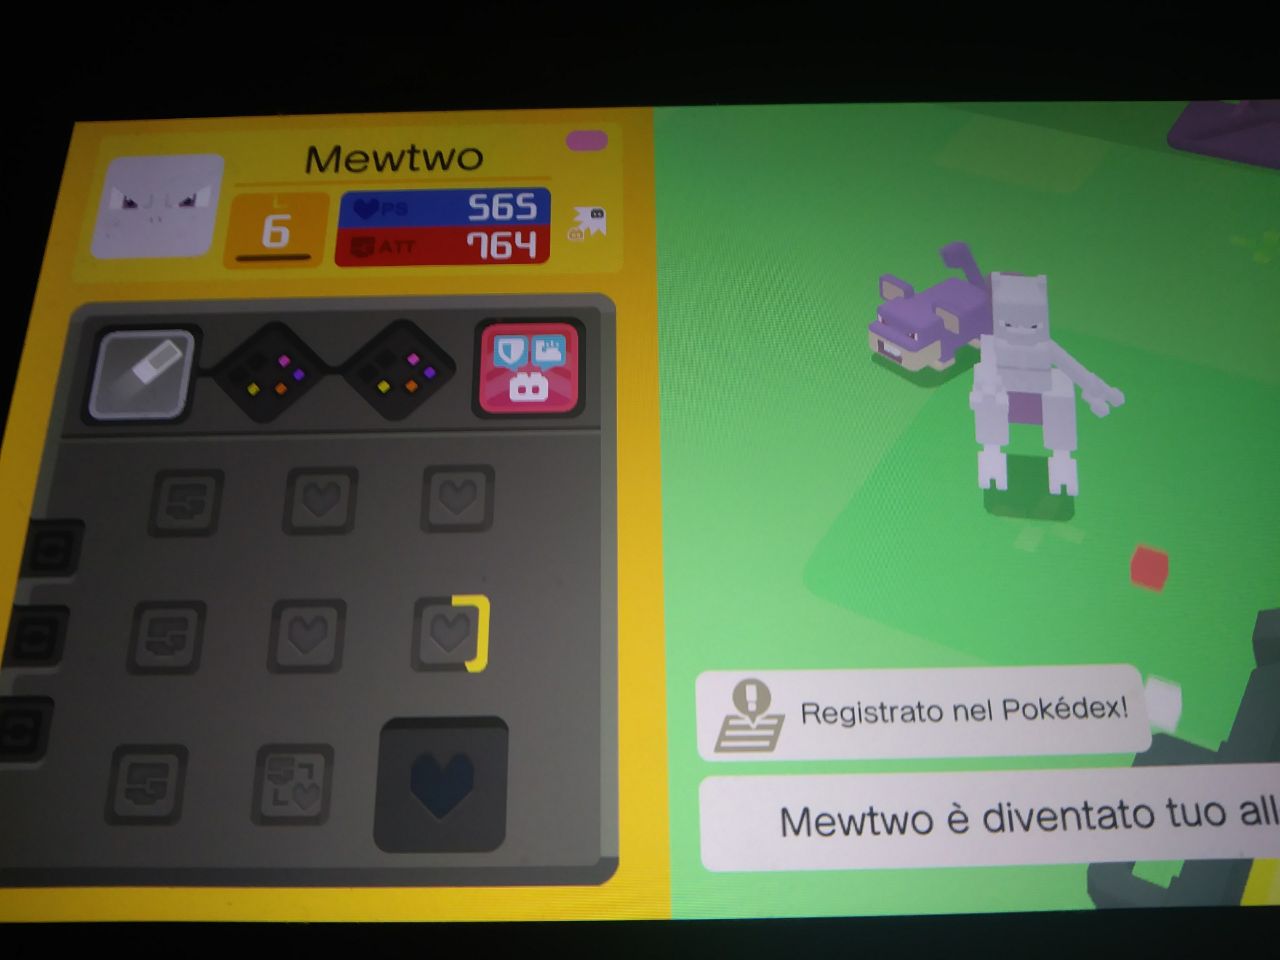 Mewtwo
L
6
PS 565
ATT 764
Registrato nel Pokédex!
Mewtwo è diventato tuo all